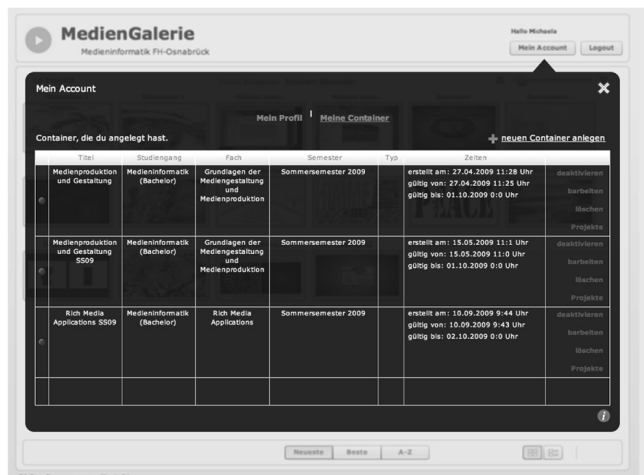 MedienGalerie
Medieninformatik FH-Osnabrück
Hallo Michaela
Mein Account
Logout
Mein Account
Mein Profil
Meine Container
Container, die du angelegt hast.
neuen Container anlegen
Titel Studiengang Fach Semester Typ Zeiten
Medienproduktion und Gestaltung
Medieninformatik (Bachelor)
Grundlagen der Mediengestaltung und Medienproduktion
Sommersemester 2009
erstellt am: 27.04.2009 11:28 Uhr
gültig von: 27.04.2009 11:25 Uhr
gültig bis: 01.10.2009 0:0 Uhr
deaktivieren
barbeiten
löschen
Projekte
Medienproduktion und Gestaltung SS09
Medieninformatik (Bachelor)
Grundlagen der Mediengestaltung und Medienproduktion
Sommersemester 2009
erstellt am: 15.05.2009 11:1 Uhr
gültig von: 15.05.2009 11:0 Uhr
gültig bis: 01.10.2009 0:0 Uhr
deaktivieren
barbeiten
löschen
Projekte
Rich Media Applications SS09
Medieninformatik (Bachelor)
Rich Media Applications
Sommersemester 2009
erstellt am: 10.09.2009 9:44 Uhr
gültig von: 10.09.2009 9:43 Uhr
gültig bis: 02.10.2009 0:0 Uhr
deaktivieren
barbeiten
löschen
Projekte
Neueste
Beste
A-Z